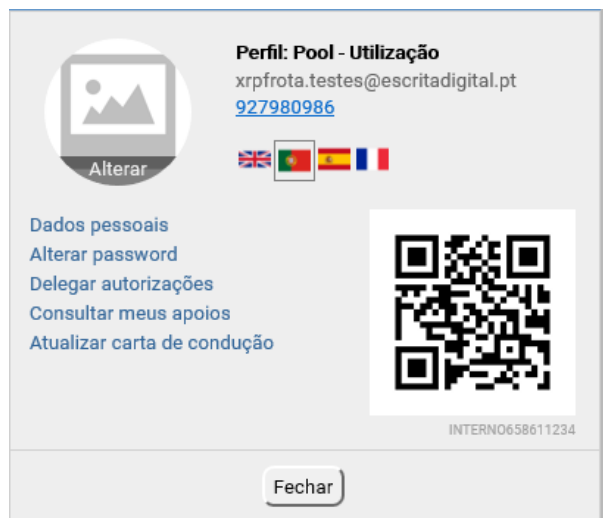 Perfil: Pool - Utilização
xrpfrota.testes@escritadigital.pt
927980986
Alterar
Dados pessoais
Alterar password
Delegar autorizações
Consultar meus apoios
Atualizar carta de condução
INTERNO658611234
Fechar